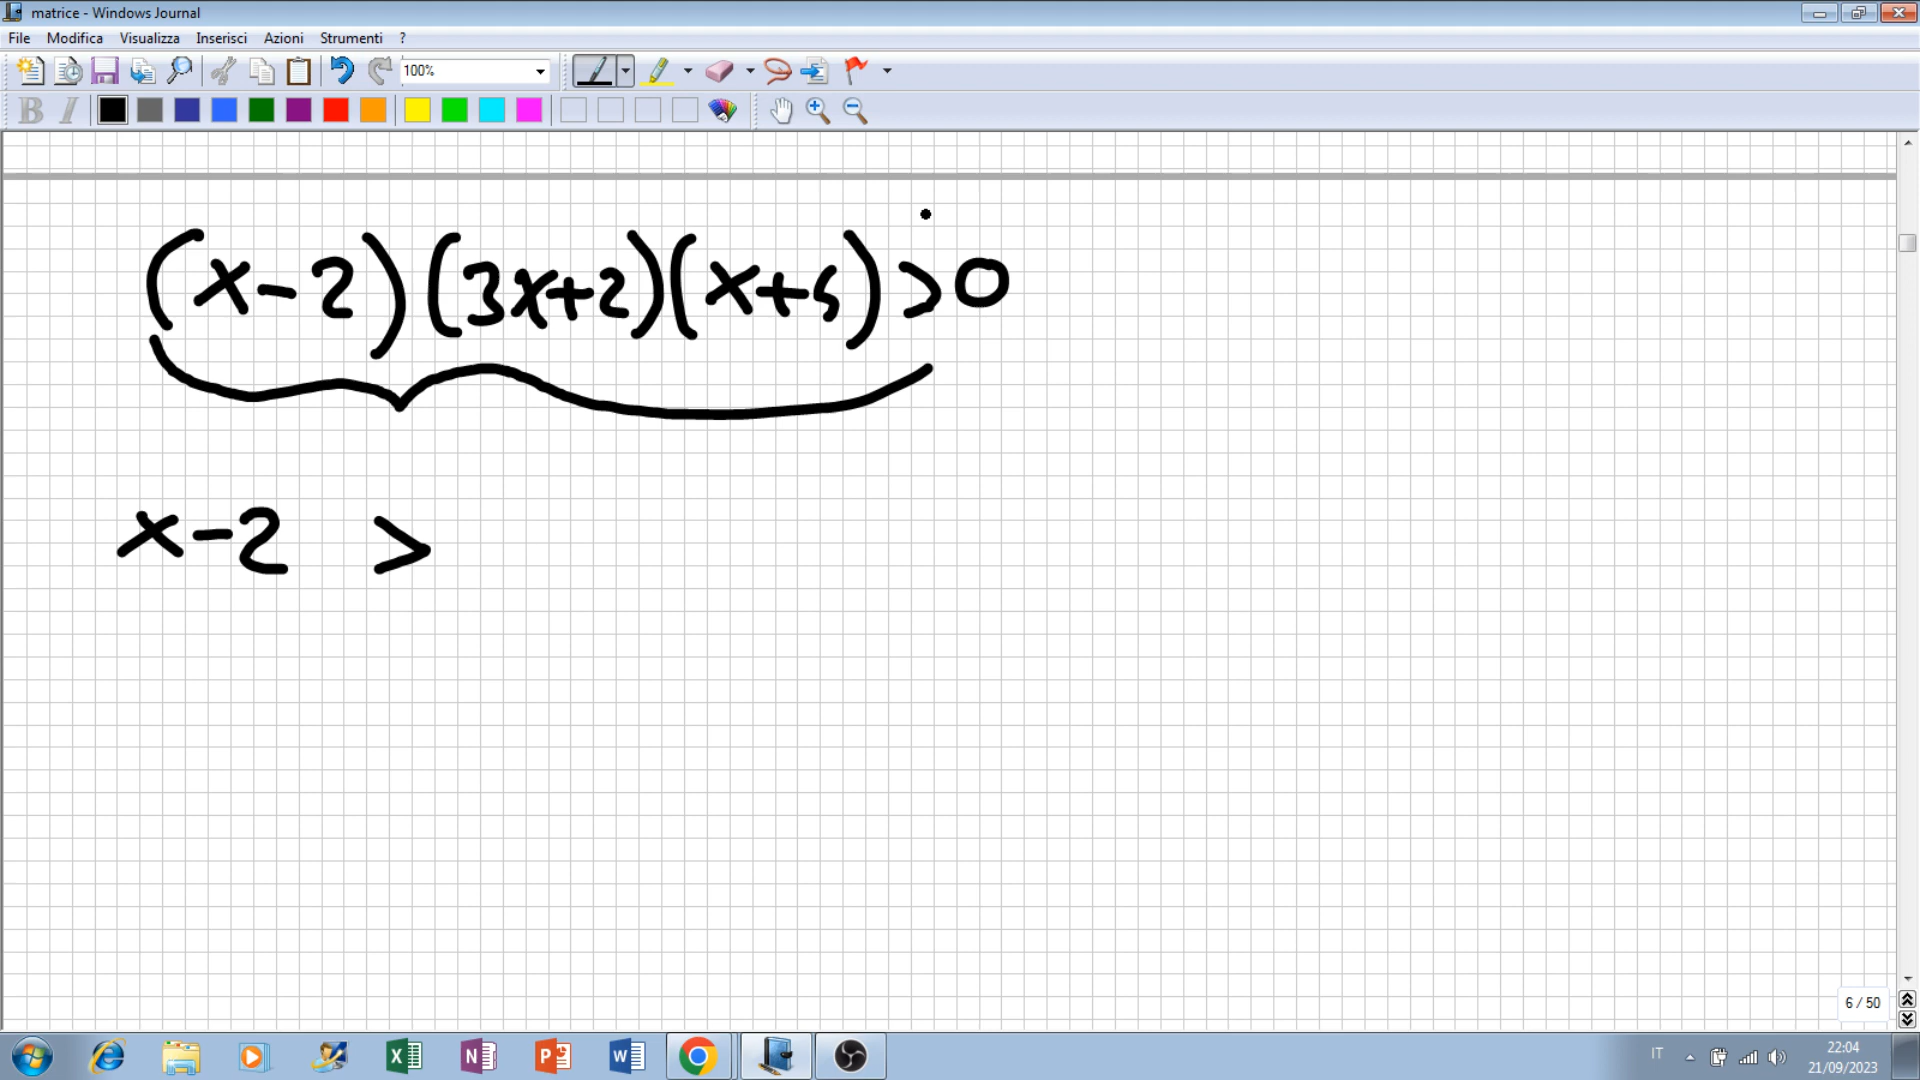 matrice - Windows Journal
File Modifica Visualizza Inserisci Azioni Strumenti ?
100%
B I
(x-2)(3x+2)(x+5)>0
x-2 >
6 / 50
IT 22:04
21/09/2023